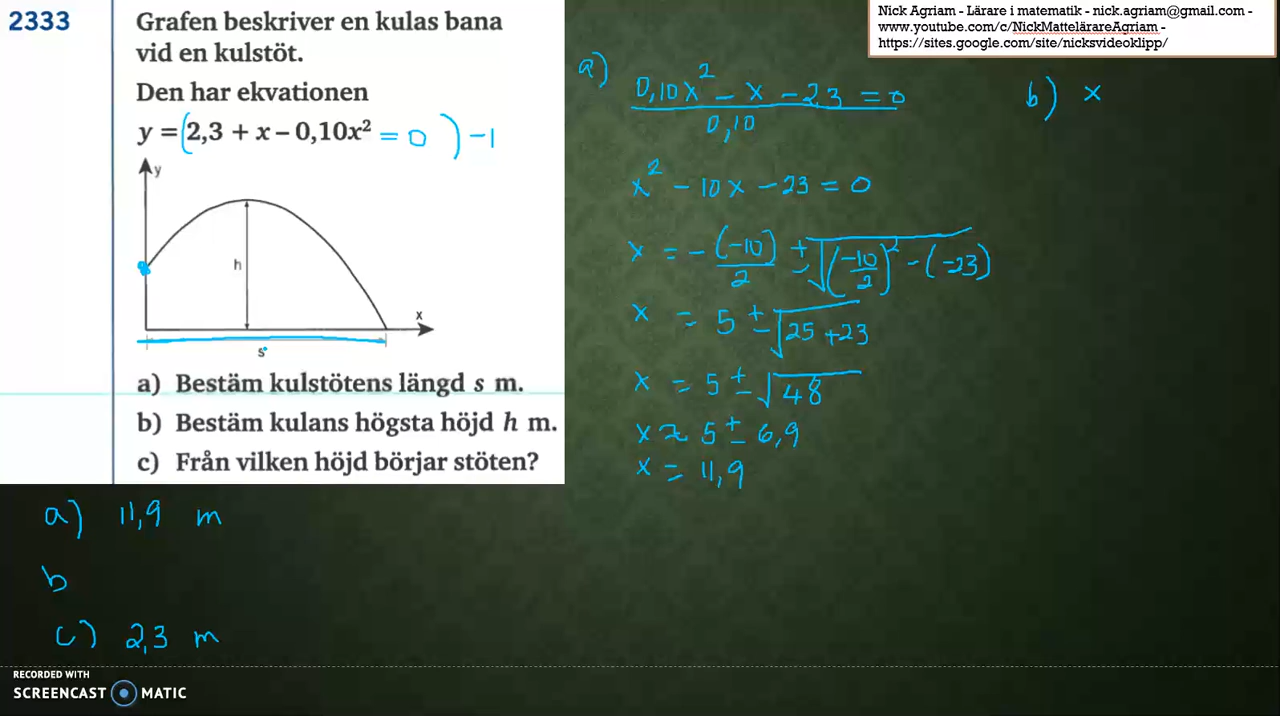 2333
Grafen beskriver en kulas bana
vid en kulstöt.
Den har ekvationen
y = (2,3 + x – 0,10x² = 0 ) -1
y
h
x
s
a) Bestäm kulstötens längd s m.
b) Bestäm kulans högsta höjd h m.
c) Från vilken höjd börjar stöten?
a) 11,9 m
b
c) 2,3 m
Nick Agriam - Lärare i matematik - nick.agriam@gmail.com -
www.youtube.com/c/NickMattelärareAgriam -
https://sites.google.com/site/nicksvideoklipp/
a)
0,10x² - x - 2,3 = 0
0,10
x² - 10x - 23 = 0
x = - (-10)/2 ± √(-10/2)² - (-23)
x = 5 ± √25 + 23
x = 5 ± √48
x ≈ 5 ± 6,9
x = 11,9
b) x
RECORDED WITH
SCREENCAST MATIC